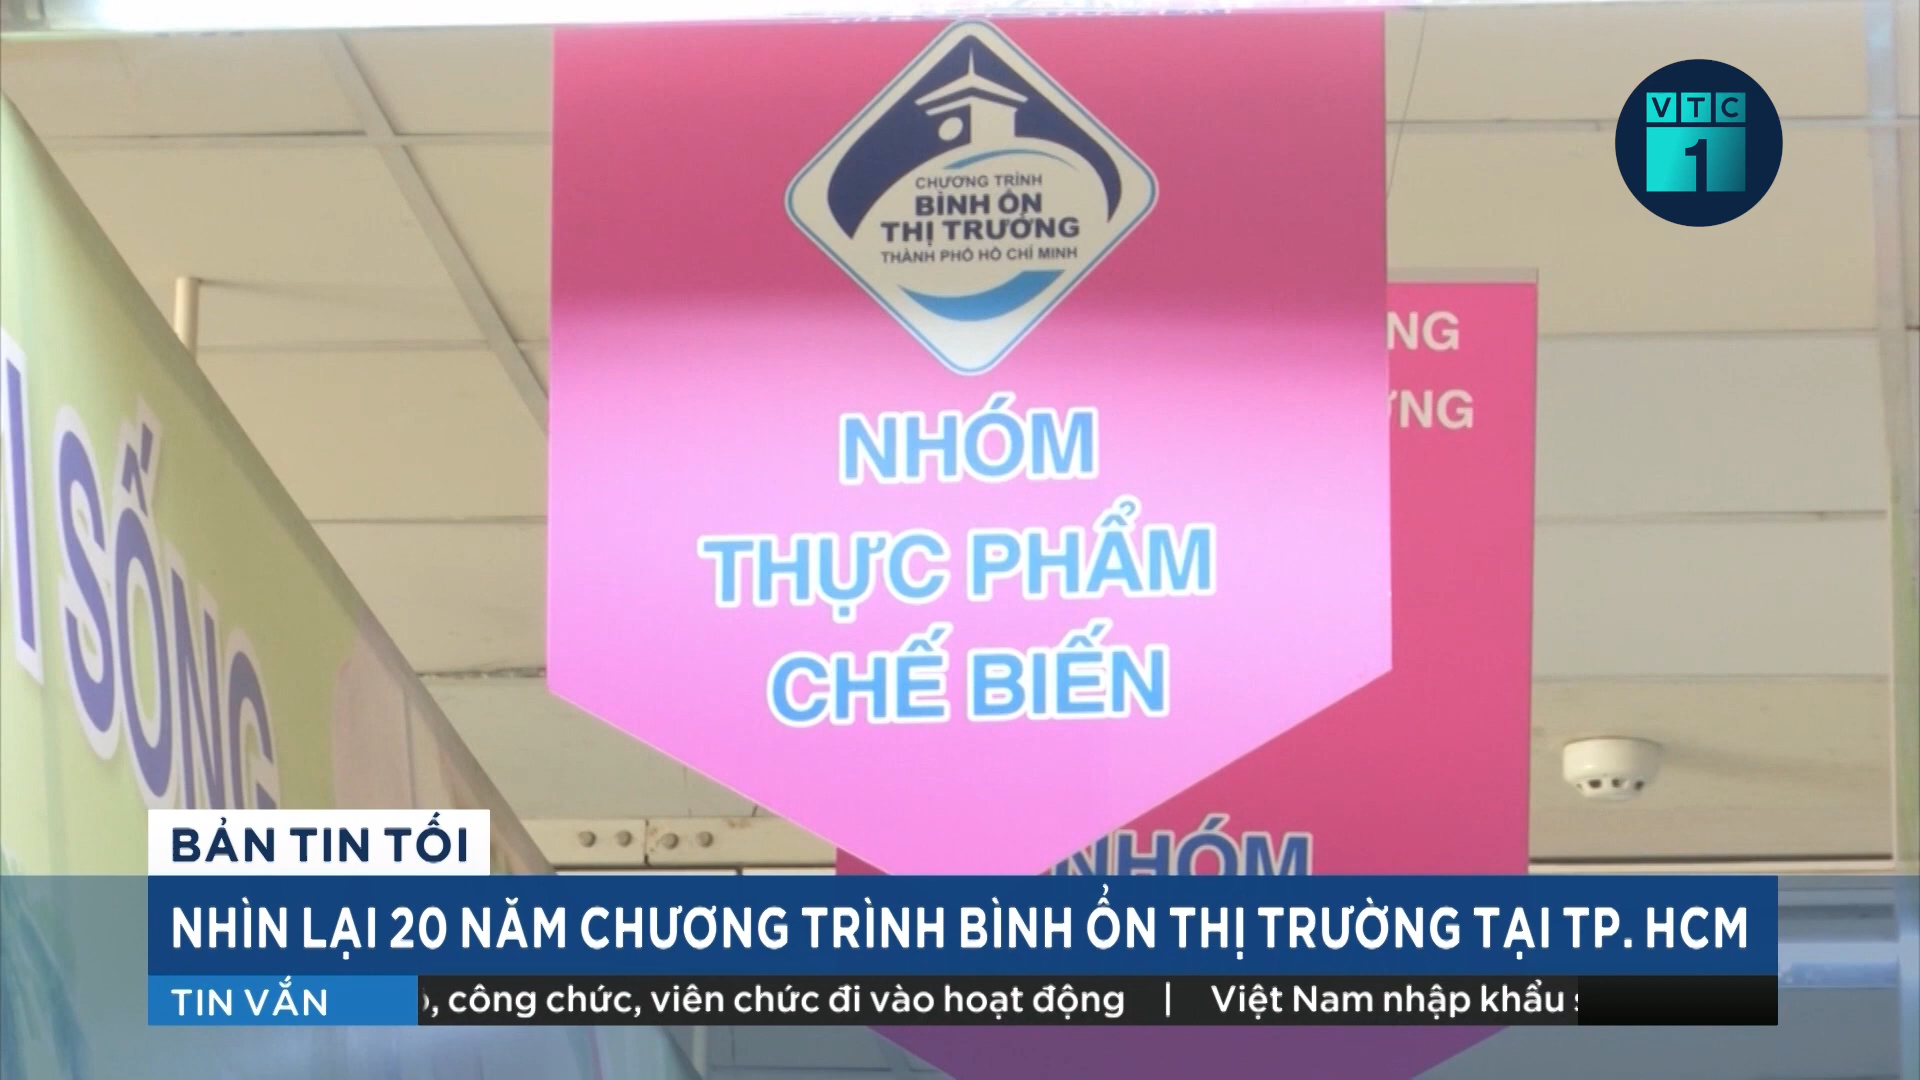 VTC
1
CHƯƠNG TRÌNH
BÌNH ỔN
THỊ TRƯỜNG
THÀNH PHỐ HỒ CHÍ MINH
NHÓM
THỰC PHẨM
CHẾ BIẾN
SỐNG
NHÓM
BẢN TIN TỐI
NHÌN LẠI 20 NĂM CHƯƠNG TRÌNH BÌNH ỔN THỊ TRƯỜNG TẠI TP. HCM
TIN VẮN
, công chức, viên chức đi vào hoạt động | Việt Nam nhập khẩu